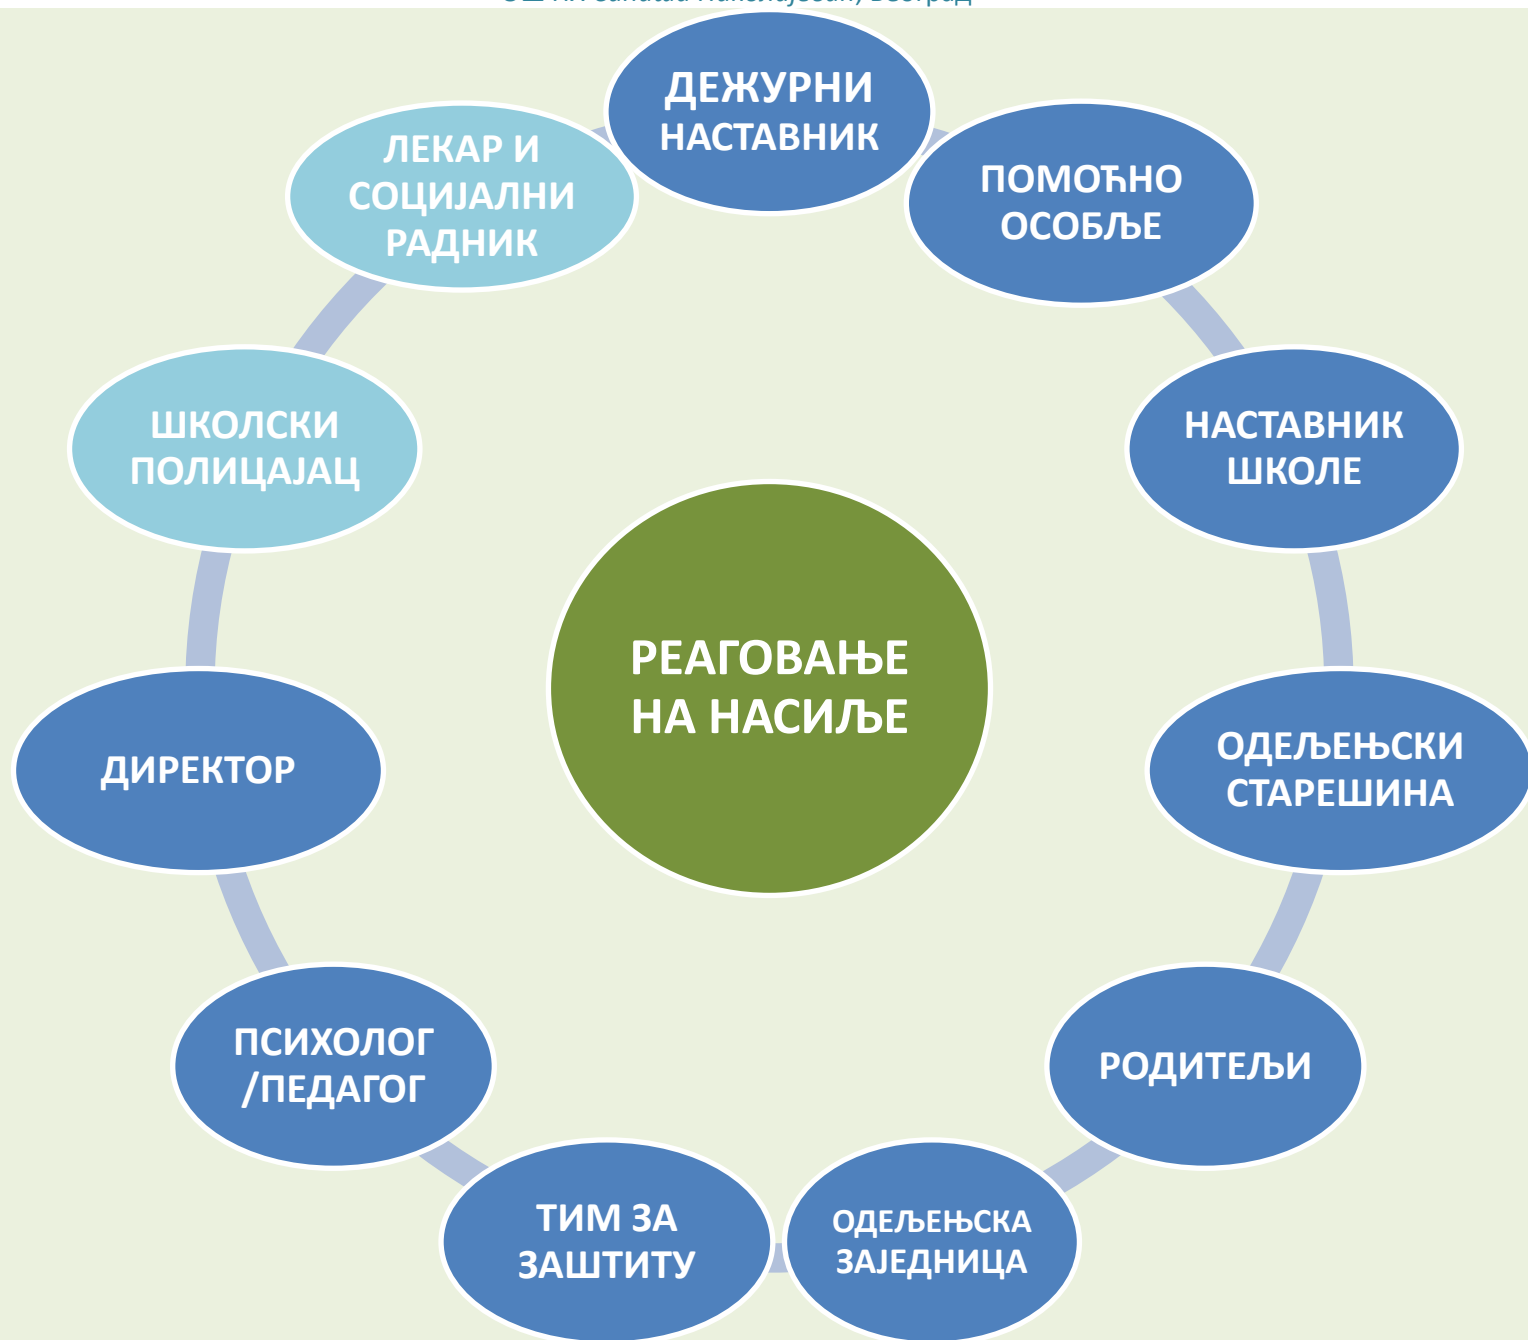 ДЕЖУРНИ
НАСТАВНИК
ПОМОЋНО
ОСОБЉЕ
НАСТАВНИК
ШКОЛЕ
ОДЕЉЕЊСКИ
СТАРЕШИНА
РОДИТЕЉИ
ОДЕЉЕЊСКА
ЗАЈЕДНИЦА
ТИМ ЗА
ЗАШТИТУ
ПСИХОЛОГ
/ПЕДАГОГ
ДИРЕКТОР
ШКОЛСКИ
ПОЛИЦАЈАЦ
ЛЕКАР И
СОЦИЈАЛНИ
РАДНИК
РЕАГОВАЊЕ
НА НАСИЉЕ